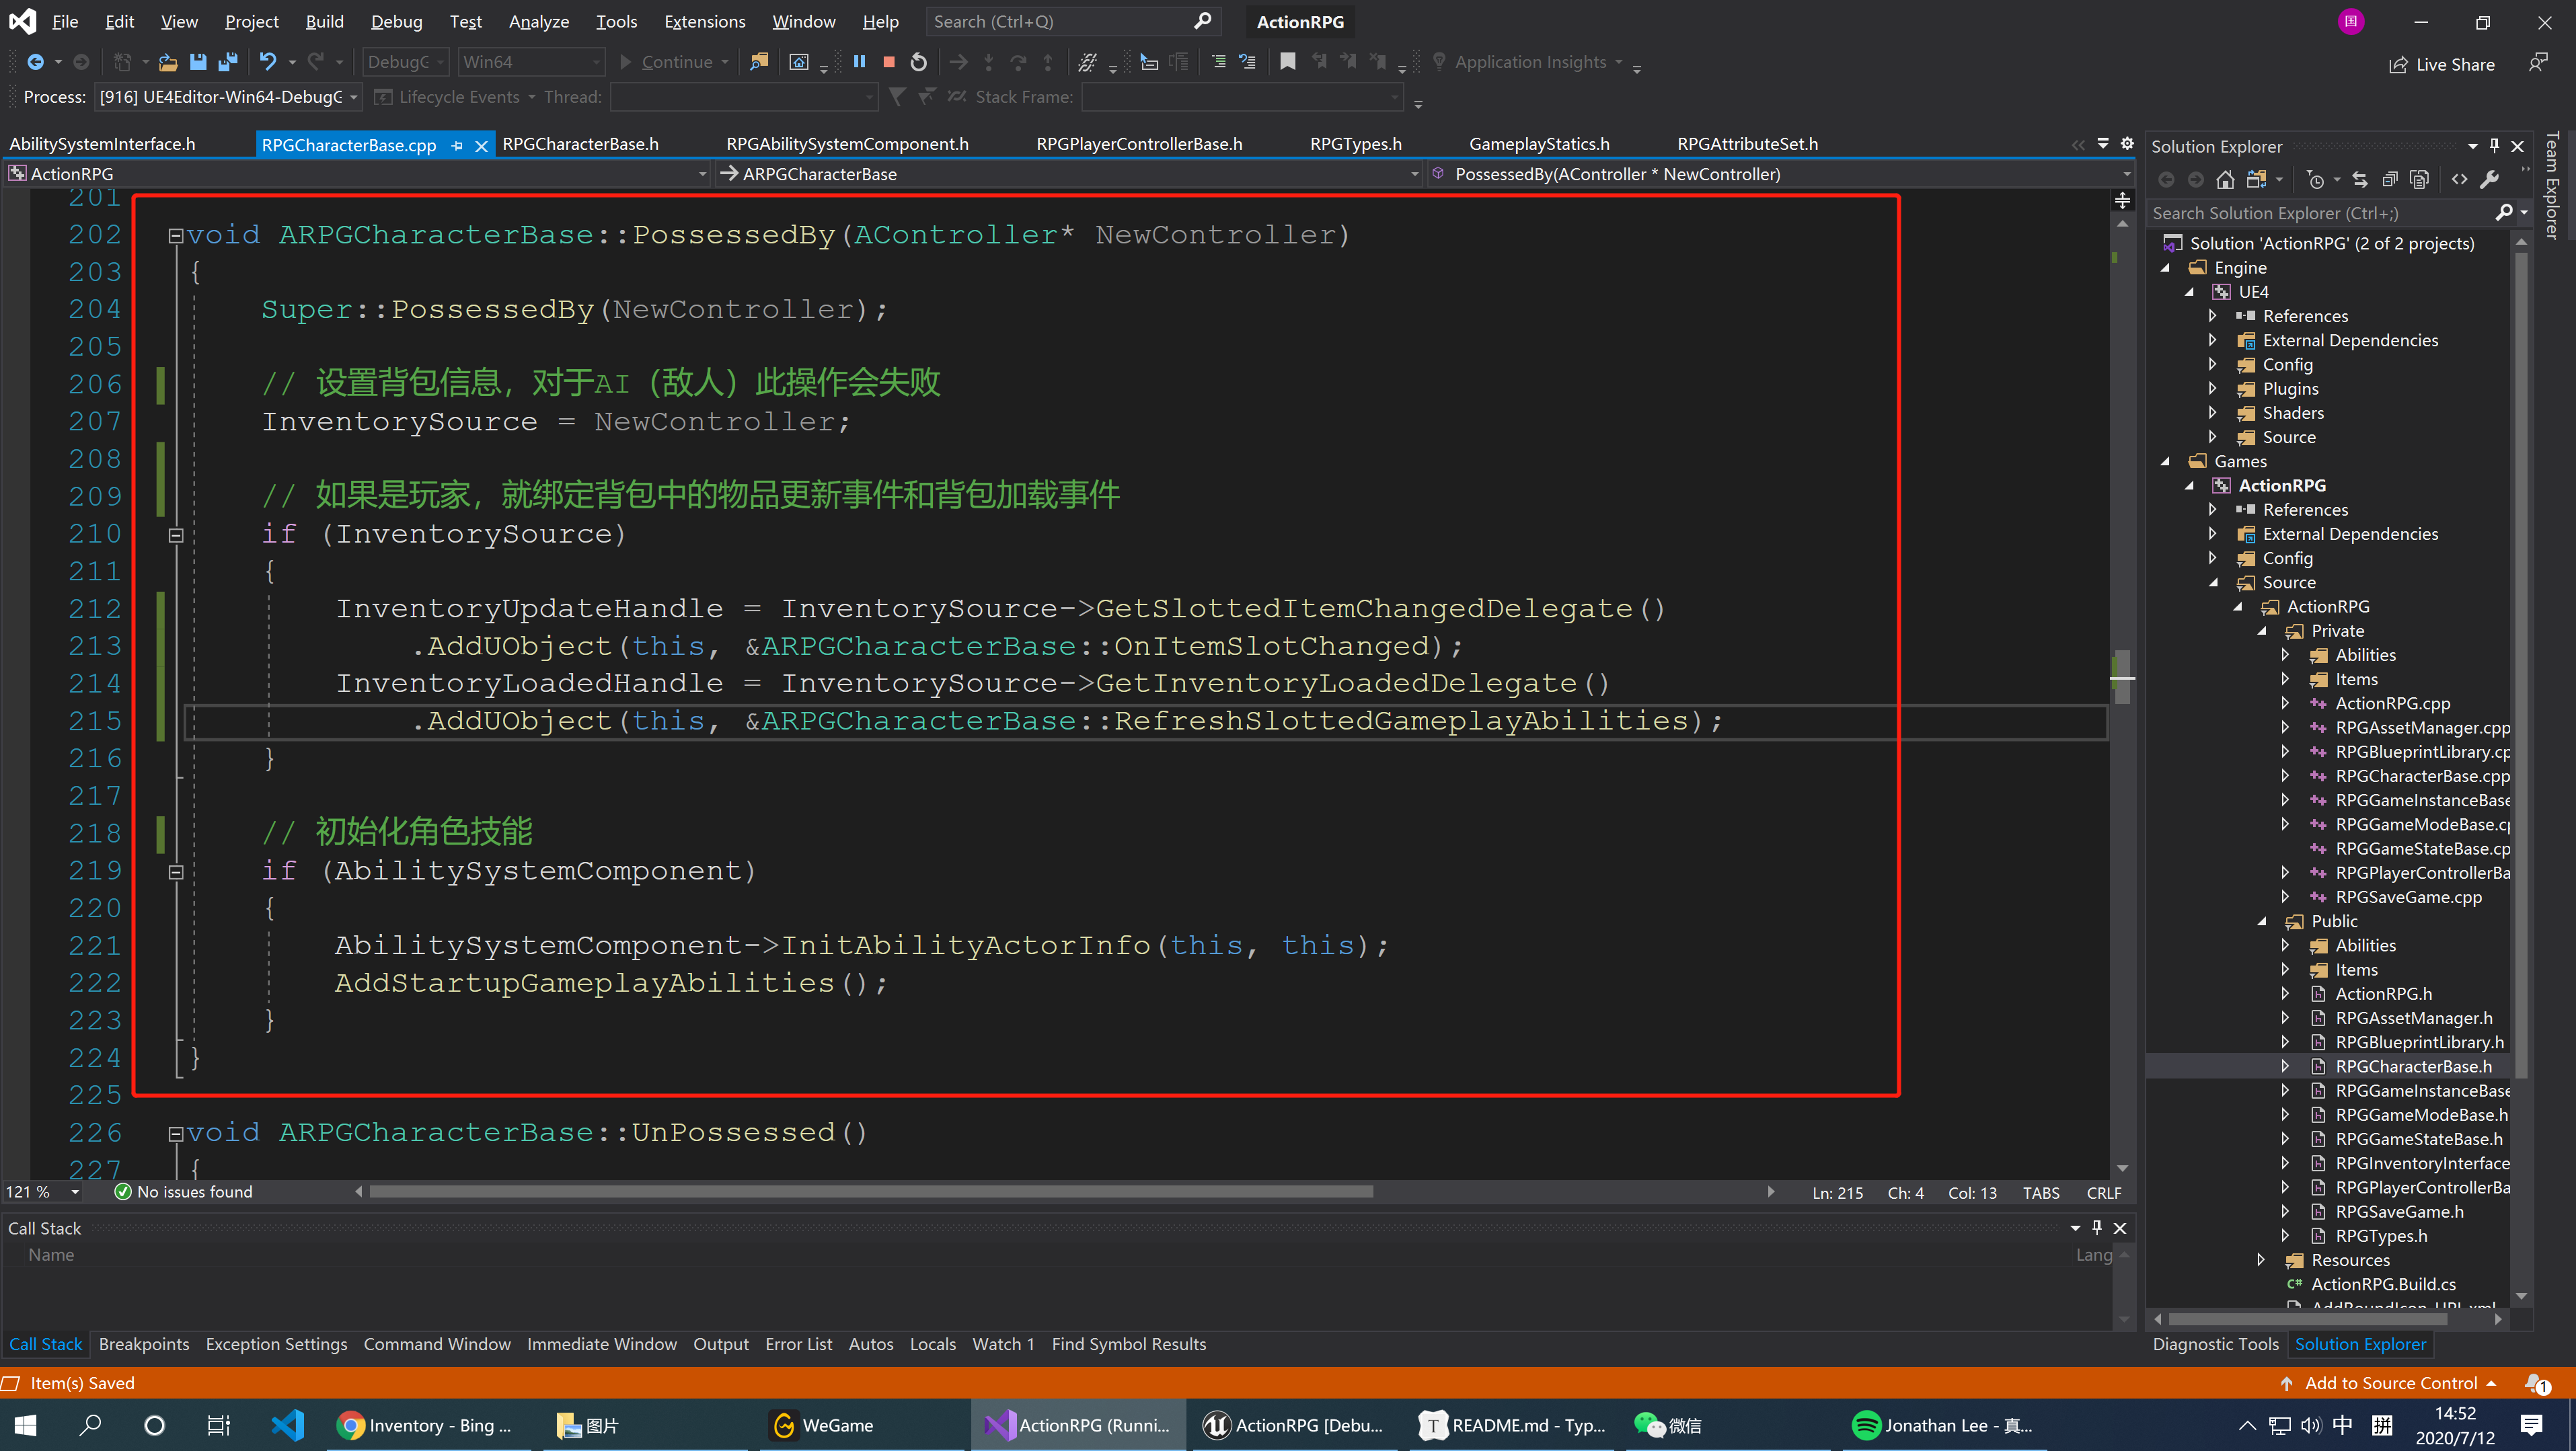 File Edit View Project Build Debug Test Analyze Tools Extensions Window Help Search (Ctrl+Q) ActionRPG 国
DebugG Win64 Continue Application Insights Live Share
Process: [916] UE4Editor-Win64-DebugG Lifecycle Events Thread: Stack Frame:
AbilitySystemInterface.h RPGCharacterBase.cpp RPGCharacterBase.h RPGAbilitySystemComponent.h RPGPlayerControllerBase.h RPGTypes.h GameplayStatics.h RPGAttributeSet.h
ActionRPG ARPGCharacterBase PossessedBy(AController * NewController)
201
202 void ARPGCharacterBase::PossessedBy(AController* NewController)
203 {
204 Super::PossessedBy(NewController);
205
206 // 设置背包信息，对于AI（敌人）此操作会失败
207 InventorySource = NewController;
208
209 // 如果是玩家，就绑定背包中的物品更新事件和背包加载事件
210 if (InventorySource)
211 {
212 InventoryUpdateHandle = InventorySource->GetSlottedItemChangedDelegate()
213 .AddUObject(this, &ARPGCharacterBase::OnItemSlotChanged);
214 InventoryLoadedHandle = InventorySource->GetInventoryLoadedDelegate()
215 .AddUObject(this, &ARPGCharacterBase::RefreshSlottedGameplayAbilities);
216 }
217
218 // 初始化角色技能
219 if (AbilitySystemComponent)
220 {
221 AbilitySystemComponent->InitAbilityActorInfo(this, this);
222 AddStartupGameplayAbilities();
223 }
224 }
225
226 void ARPGCharacterBase::UnPossessed()
227 {
121 % No issues found Ln: 215 Ch: 4 Col: 13 TABS CRLF
Call Stack
Name Lang
Call Stack Breakpoints Exception Settings Command Window Immediate Window Output Error List Autos Locals Watch 1 Find Symbol Results
Solution Explorer
Search Solution Explorer (Ctrl+;)
Solution 'ActionRPG' (2 of 2 projects)
Engine
UE4
References
External Dependencies
Config
Plugins
Shaders
Source
Games
ActionRPG
References
External Dependencies
Config
Source
ActionRPG
Private
Abilities
Items
ActionRPG.cpp
RPGAssetManager.cpp
RPGBlueprintLibrary.cp
RPGCharacterBase.cpp
RPGGameInstanceBase
RPGGameModeBase.cp
RPGGameStateBase.cp
RPGPlayerControllerBa
RPGSaveGame.cpp
Public
Abilities
Items
ActionRPG.h
RPGAssetManager.h
RPGBlueprintLibrary.h
RPGCharacterBase.h
RPGGameInstanceBase
RPGGameModeBase.h
RPGGameStateBase.h
RPGInventoryInterface
RPGPlayerControllerBa
RPGSaveGame.h
RPGTypes.h
Resources
ActionRPG.Build.cs
Diagnostic Tools Solution Explorer
Team Explorer
Item(s) Saved Add to Source Control 1
Inventory - Bing ... 图片 WeGame ActionRPG (Runni... ActionRPG [Debu... README.md - Typ... 微信 Jonathan Lee - 真... 中 拼 14:52
2020/7/12